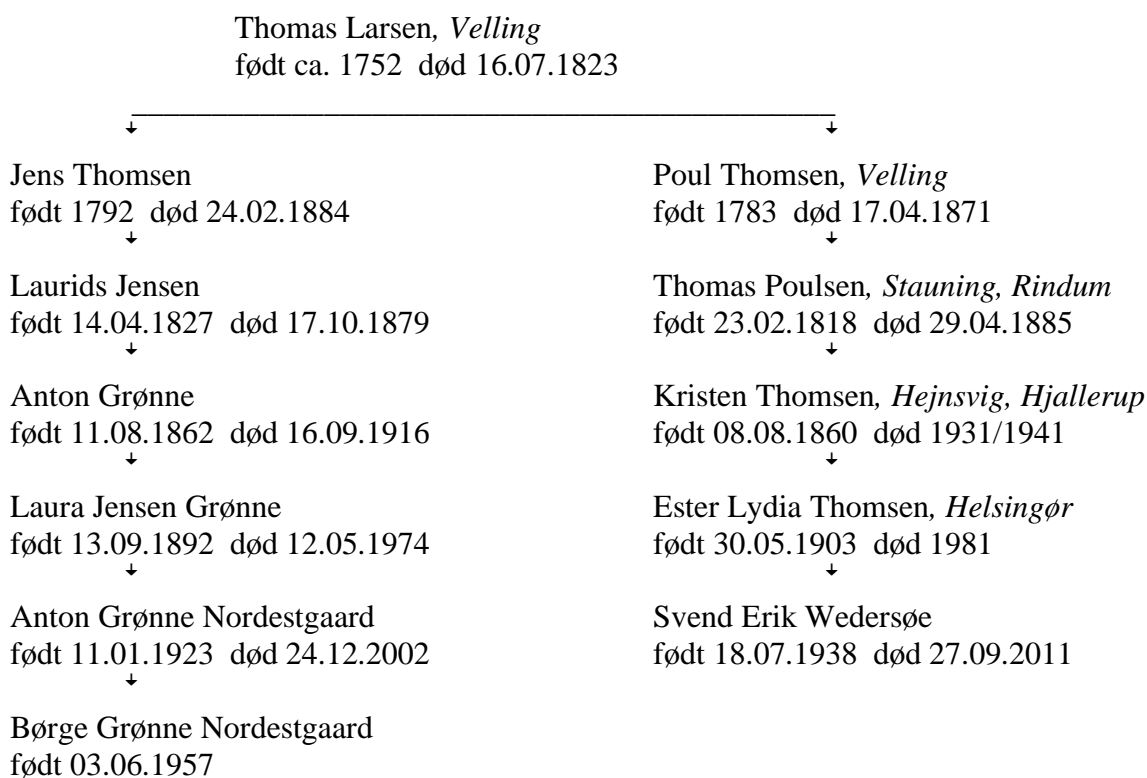 Thomas Larsen, Velling
født ca. 1752 død 16.07.1823
Jens Thomsen
født 1792 død 24.02.1884
Laurids Jensen
født 14.04.1827 død 17.10.1879
Anton Grønne
født 11.08.1862 død 16.09.1916
Laura Jensen Grønne
født 13.09.1892 død 12.05.1974
Anton Grønne Nordestgaard
født 11.01.1923 død 24.12.2002
Børge Grønne Nordestgaard
født 03.06.1957
Poul Thomsen, Velling
født 1783 død 17.04.1871
Thomas Poulsen, Stauning, Rindum
født 23.02.1818 død 29.04.1885
Kristen Thomsen, Hejnsvig, Hjallerup
født 08.08.1860 død 1931/1941
Ester Lydia Thomsen, Helsingør
født 30.05.1903 død 1981
Svend Erik Wedersøe
født 18.07.1938 død 27.09.2011